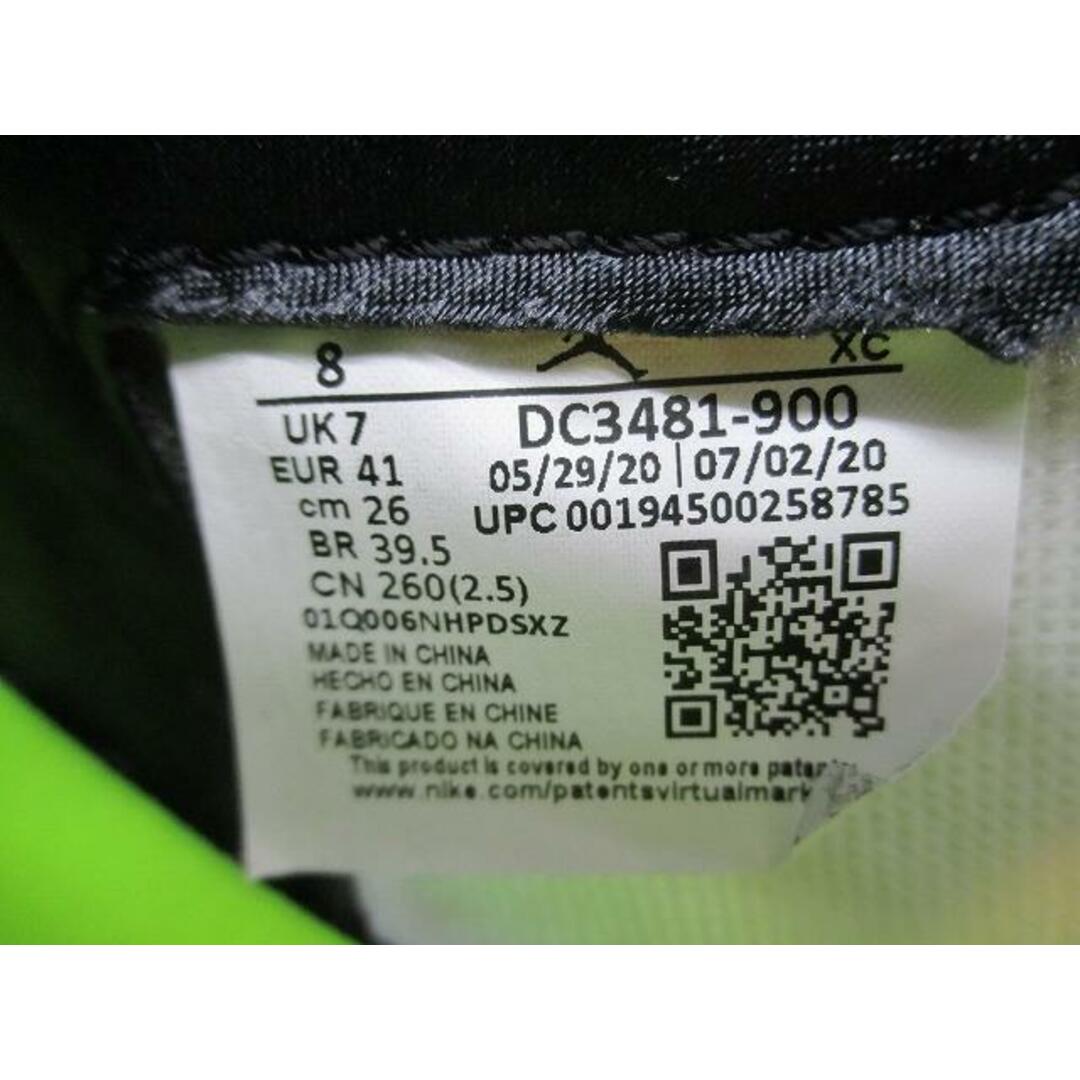 8 XC
UK 7 DC3481-900
EUR 41 05/29/20 | 07/02/20
cm 26 UPC 00194500258785
BR 39.5
CN 260(2.5)
01Q006NHPDSXZ
MADE IN CHINA
HECHO EN CHINA
FABRIQUE EN CHINE
FABRICADO NA CHINA
This product is covered by one or more
www.nike.com/patentsvirtualmark